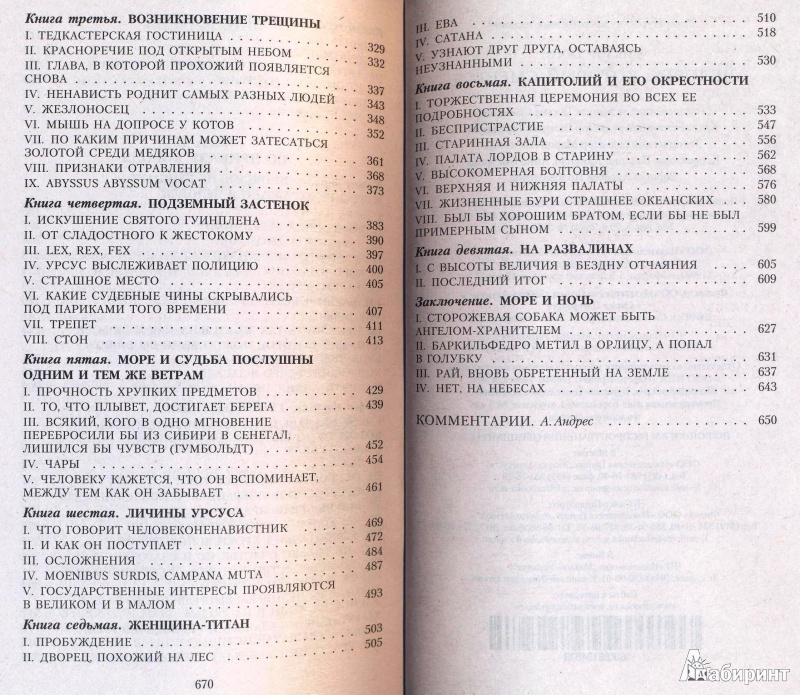 Книга третья. ВОЗНИКНОВЕНИЕ ТРЕЩИНЫ
I. ТЕДКАСТЕРСКАЯ ГОСТИНИЦА . . . 329
II. КРАСНОРЕЧИЕ ПОД ОТКРЫТЫМ НЕБОМ . . . 332
III. ГЛАВА, В КОТОРОЙ ПРОХОЖИЙ ПОЯВЛЯЕТСЯ
СНОВА . . . 337
IV. НЕНАВИСТЬ РОДНИТ САМЫХ РАЗНЫХ ЛЮДЕЙ . . . 343
V. ЖЕЗЛОНОСЕЦ . . . 348
VI. МЫШЬ НА ДОПРОСЕ У КОТОВ . . . 352
VII. ПО КАКИМ ПРИЧИНАМ МОЖЕТ ЗАТЕСАТЬСЯ
ЗОЛОТОЙ СРЕДИ МЕДЯКОВ . . . 361
VIII. ПРИЗНАКИ ОТРАВЛЕНИЯ . . . 368
IX. ABYSSUS ABYSSUM VOCAT . . . 373
Книга четвертая. ПОДЗЕМНЫЙ ЗАСТЕНОК
I. ИСКУШЕНИЕ СВЯТОГО ГУИНПЛЕНА . . . 383
II. ОТ СЛАДОСТНОГО К ЖЕСТОКОМУ . . . 390
III. LEX, REX, FEX . . . 397
IV. УРСУС ВЫСЛЕЖИВАЕТ ПОЛИЦИЮ . . . 400
V. СТРАШНОЕ МЕСТО . . . 405
VI. КАКИЕ СУДЕБНЫЕ ЧИНЫ СКРЫВАЛИСЬ
ПОД ПАРИКАМИ ТОГО ВРЕМЕНИ . . . 407
VII. ТРЕПЕТ . . . 411
VIII. СТОН . . . 413
Книга пятая. МОРЕ И СУДЬБА ПОСЛУШНЫ
ОДНИМ И ТЕМ ЖЕ ВЕТРАМ
I. ПРОЧНОСТЬ ХРУПКИХ ПРЕДМЕТОВ . . . 429
II. ТО, ЧТО ПЛЫВЕТ, ДОСТИГАЕТ БЕРЕГА . . . 439
III. ВСЯКИЙ, КОГО В ОДНО МГНОВЕНИЕ
ПЕРЕБРОСИЛИ БЫ ИЗ СИБИРИ В СЕНЕГАЛ,
ЛИШИЛСЯ БЫ ЧУВСТВ (ГУМБОЛЬДТ) . . . 452
IV. ЧАРЫ . . . 454
V. ЧЕЛОВЕКУ КАЖЕТСЯ, ЧТО ОН ВСПОМИНАЕТ,
МЕЖДУ ТЕМ КАК ОН ЗАБЫВАЕТ . . . 461
Книга шестая. ЛИЧИНЫ УРСУСА
I. ЧТО ГОВОРИТ ЧЕЛОВЕКОНЕНАВИСТНИК . . . 469
II. И КАК ОН ПОСТУПАЕТ . . . 472
III. ОСЛОЖНЕНИЯ . . . 484
IV. MOENIBUS SURDIS, CAMPANA MUTA . . . 487
V. ГОСУДАРСТВЕННЫЕ ИНТЕРЕСЫ ПРОЯВЛЯЮТСЯ
В ВЕЛИКОМ И В МАЛОМ . . . 493
Книга седьмая. ЖЕНЩИНА-ТИТАН
I. ПРОБУЖДЕНИЕ . . . 503
II. ДВОРЕЦ, ПОХОЖИЙ НА ЛЕС . . . 505
670
III. ЕВА . . . 510
IV. САТАНА . . . 518
V. УЗНАЮТ ДРУГ ДРУГА, ОСТАВАЯСЬ
НЕУЗНАННЫМИ . . . 530
Книга восьмая. КАПИТОЛИЙ И ЕГО ОКРЕСТНОСТИ
I. ТОРЖЕСТВЕННАЯ ЦЕРЕМОНИЯ ВО ВСЕХ ЕЕ
ПОДРОБНОСТЯХ . . . 533
II. БЕСПРИСТРАСТИЕ . . . 547
III. СТАРИННАЯ ЗАЛА . . . 556
IV. ПАЛАТА ЛОРДОВ В СТАРИНУ . . . 562
V. ВЫСОКОМЕРНАЯ БОЛТОВНЯ . . . 568
VI. ВЕРХНЯЯ И НИЖНЯЯ ПАЛАТЫ . . . 576
VII. ЖИЗНЕННЫЕ БУРИ СТРАШНЕЕ ОКЕАНСКИХ . . . 580
VIII. БЫЛ БЫ ХОРОШИМ БРАТОМ, ЕСЛИ БЫ НЕ БЫЛ
ПРИМЕРНЫМ СЫНОМ . . . 599
Книга девятая. НА РАЗВАЛИНАХ
I. С ВЫСОТЫ ВЕЛИЧИЯ В БЕЗДНУ ОТЧАЯНИЯ . . . 605
II. ПОСЛЕДНИЙ ИТОГ . . . 609
Заключение. МОРЕ И НОЧЬ
I. СТОРОЖЕВАЯ СОБАКА МОЖЕТ БЫТЬ
АНГЕЛОМ-ХРАНИТЕЛЕМ . . . 627
II. БАРКИЛЬФЕДРО МЕТИЛ В ОРЛИЦУ, А ПОПАЛ
В ГОЛУБКУ . . . 631
III. РАЙ, ВНОВЬ ОБРЕТЕННЫЙ НА ЗЕМЛЕ . . . 637
IV. НЕТ, НА НЕБЕСАХ . . . 643
КОММЕНТАРИИ. А. Андрес . . . 650
Лабиринт